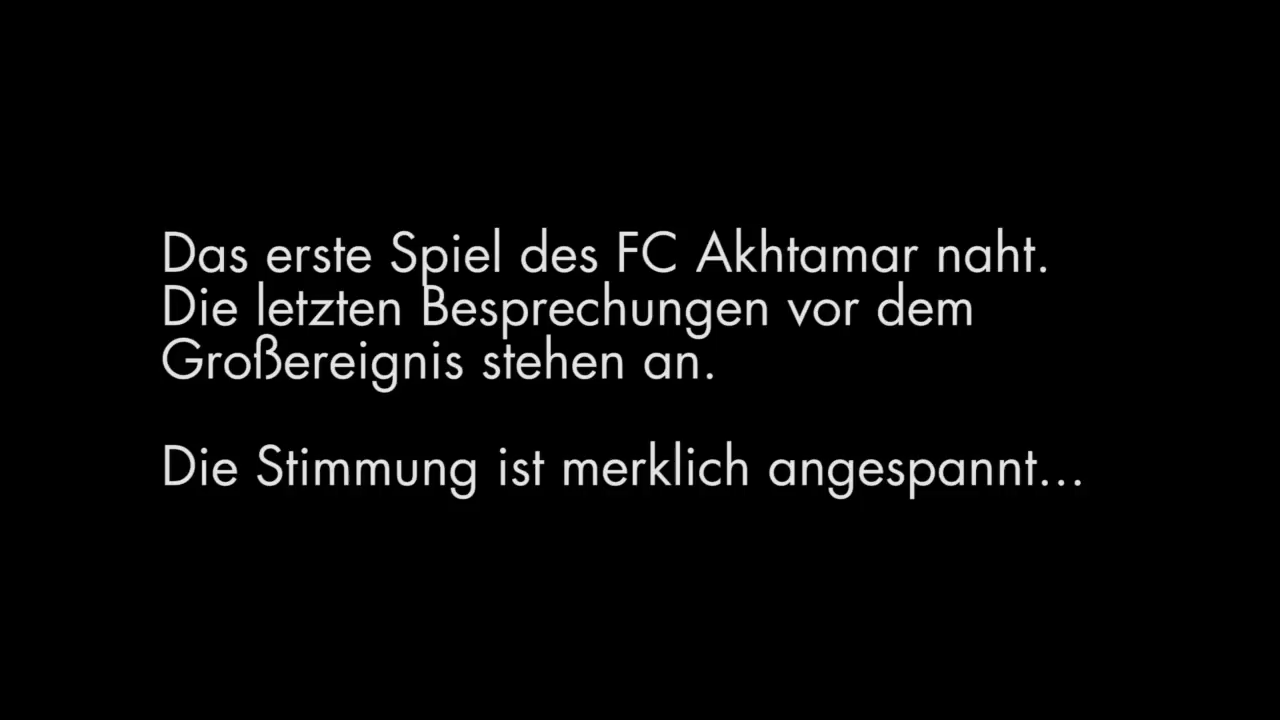 Das erste Spiel des FC Akhtamar naht.
Die letzten Besprechungen vor dem
Großereignis stehen an.
Die Stimmung ist merklich angespannt...